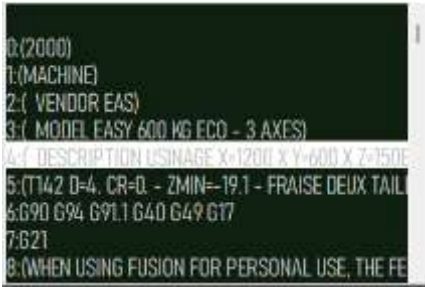 0:(2000)
1:(MACHINE)
2:( VENDOR EAS)
3:( MODEL EASY 600 KG ECO - 3 AXES)
4:( DESCRIPTION USINAGE X=1200 X Y=600 X Z=150E
5:(T142 D=4. CR=0. - ZMIN=-19.1 - FRAISE DEUX TAIL
6:G90 G94 G91.1 G40 G49 G17
7:G21
8:(WHEN USING FUSION FOR PERSONAL USE, THE FE